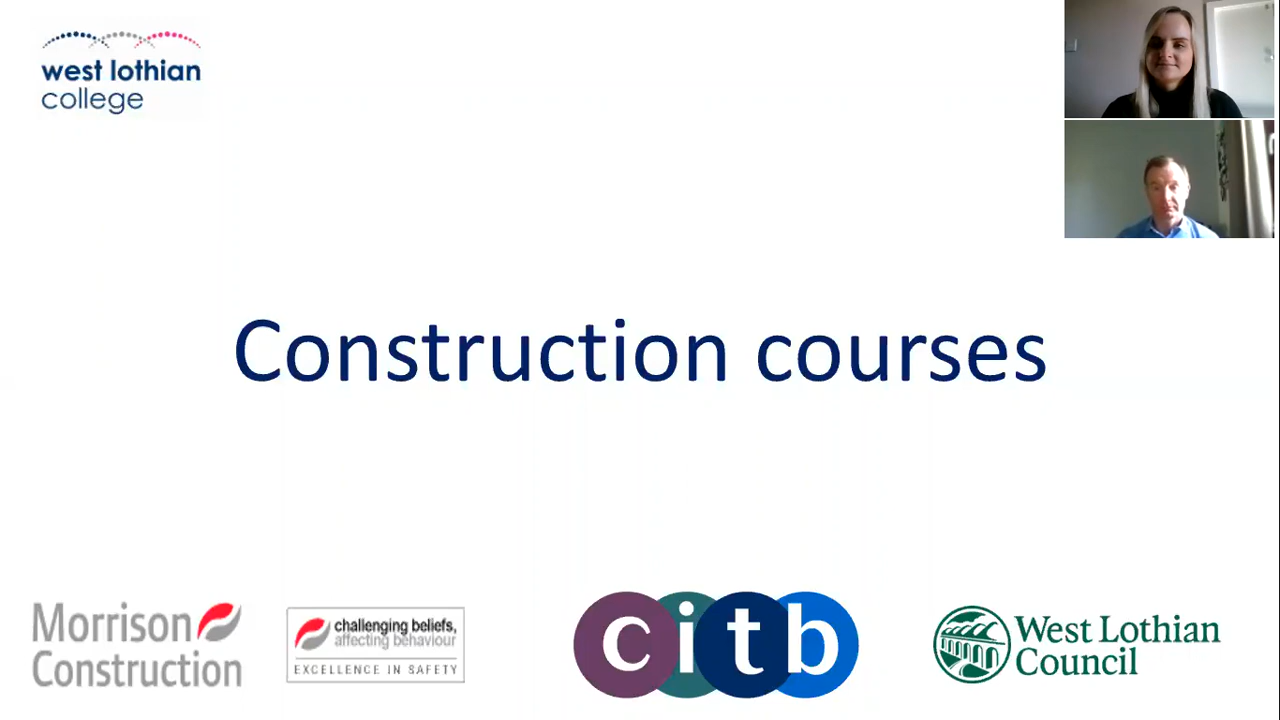 west lothian
college
Construction courses
Morrison
Construction
challenging beliefs,
affecting behaviour
EXCELLENCE IN SAFETY
citb
West Lothian
Council